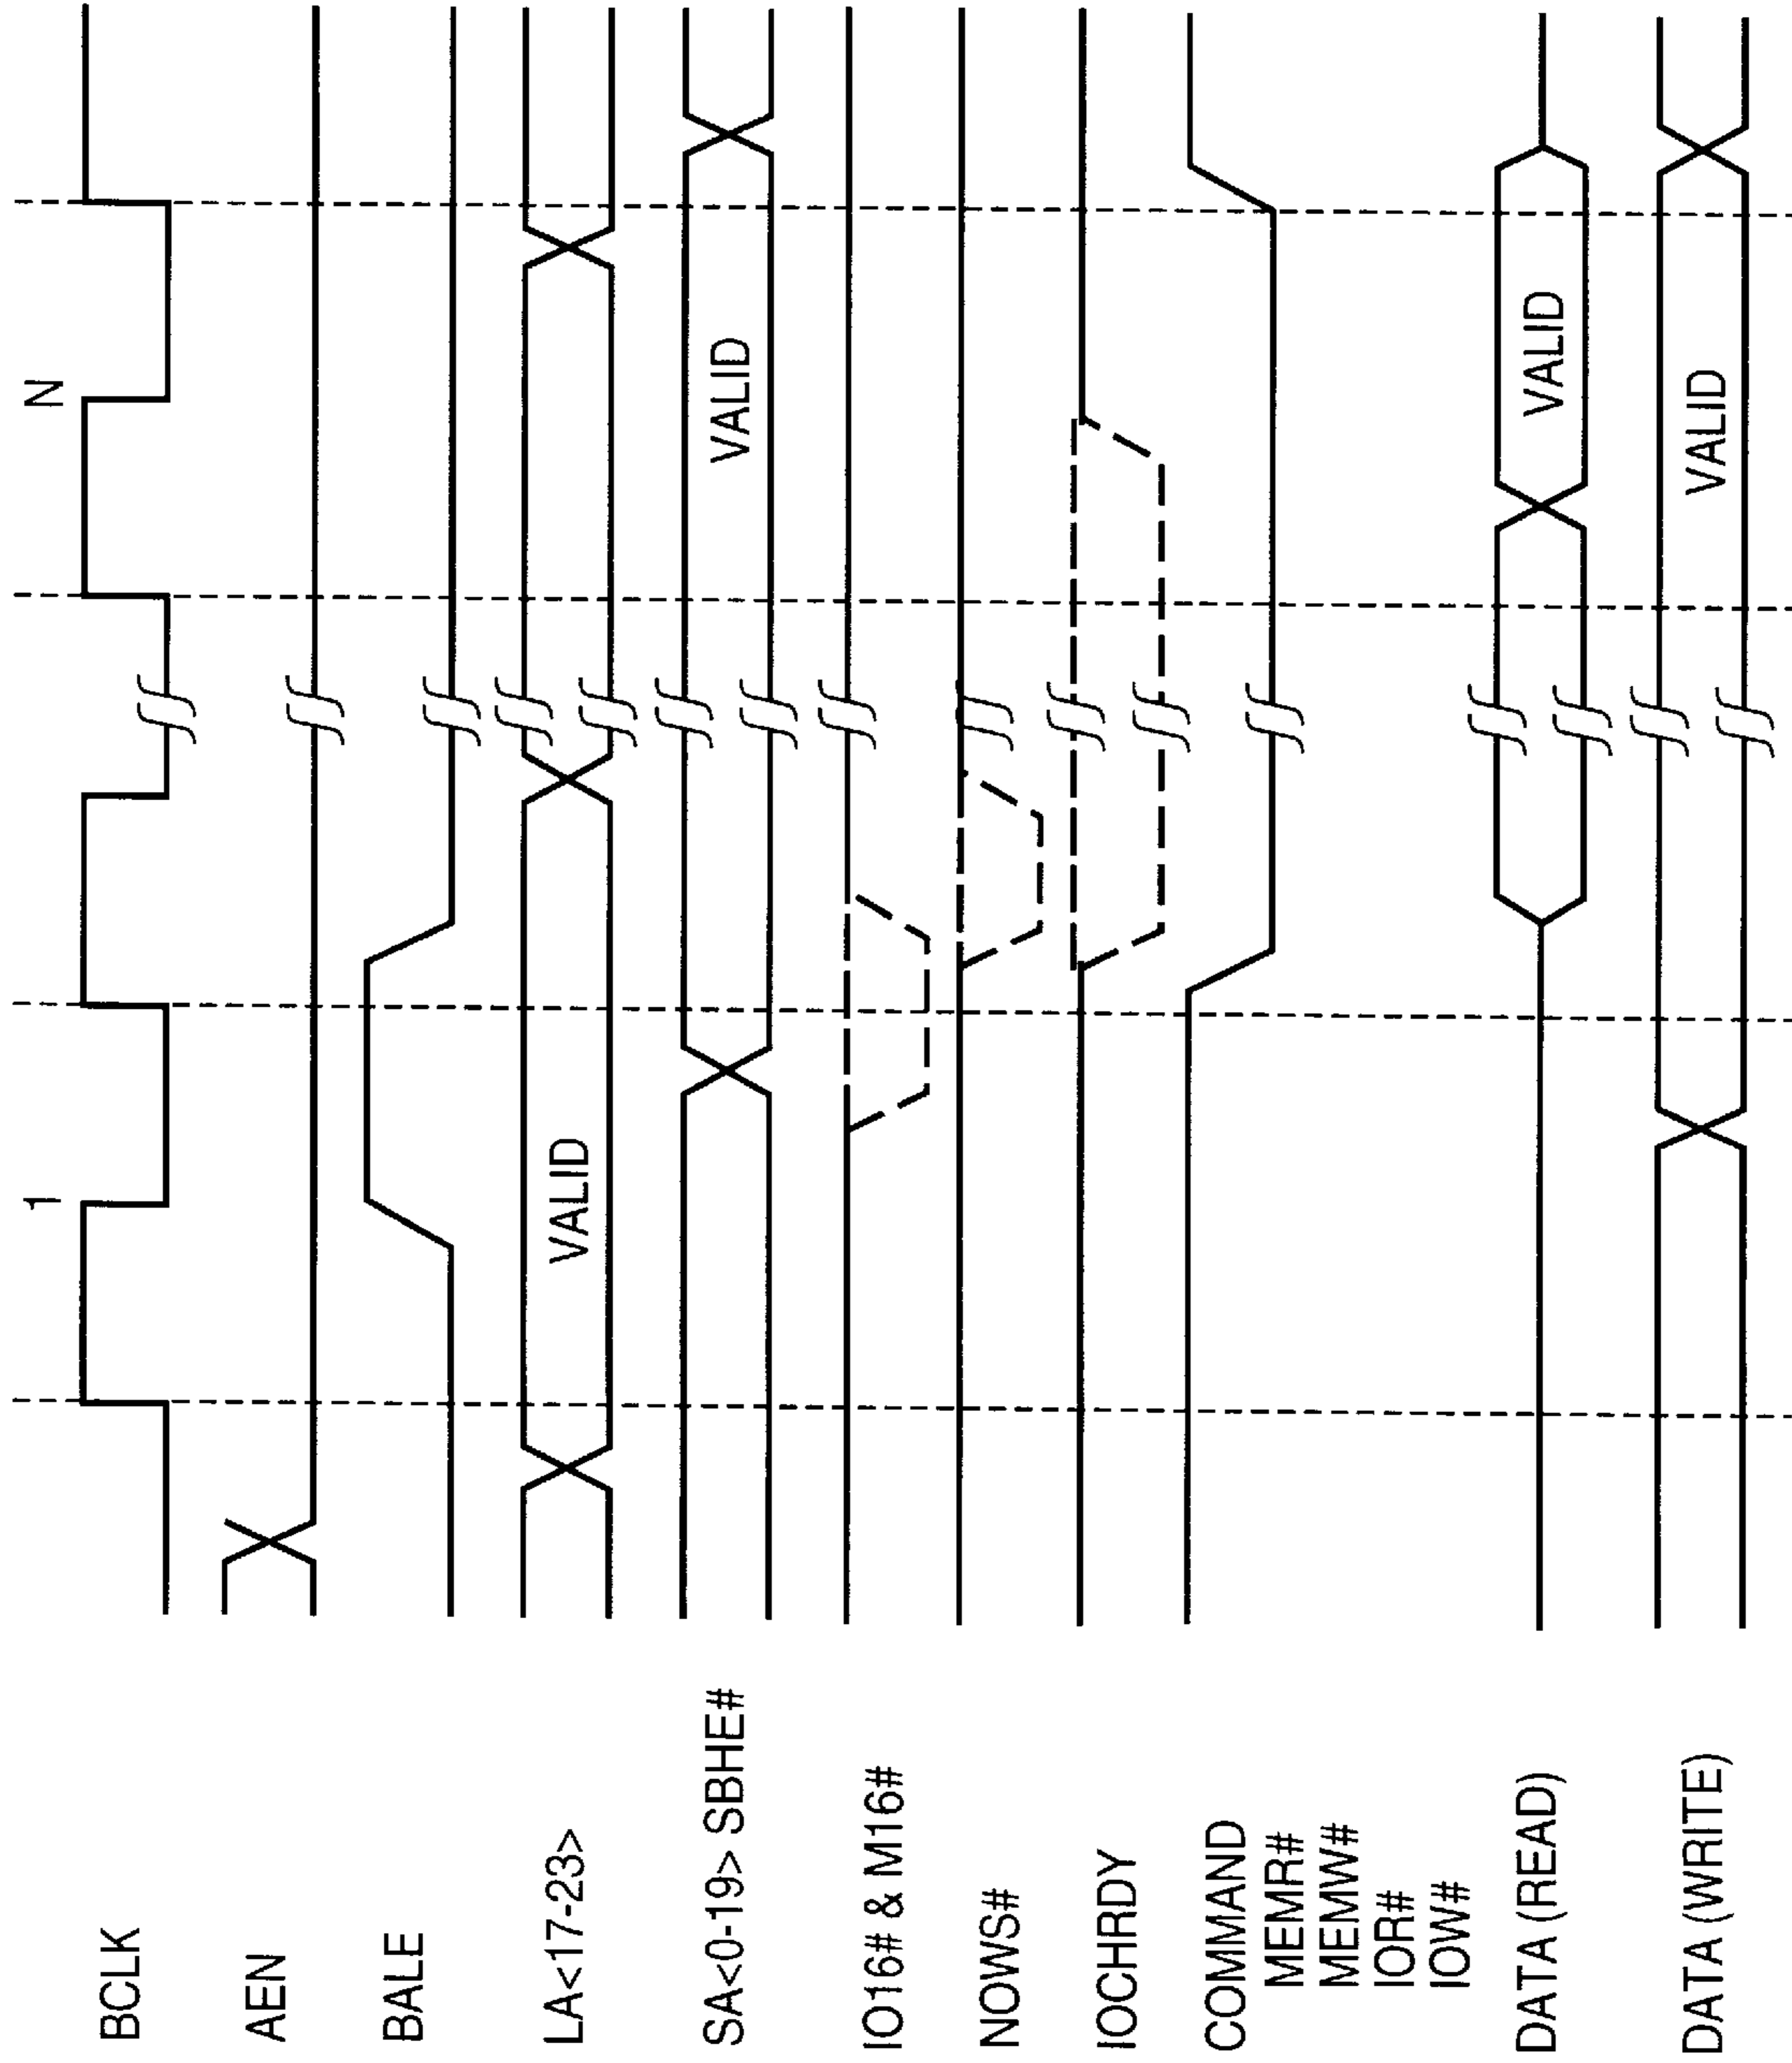 1
N
BCLK
AEN
BALE
LA<17-23>
VALID
SA<0-19> SBHE#
VALID
IO16# & M16#
NOWS#
IOCHRDY
COMMAND
MEMR#
MEMW#
IOR#
IOW#
DATA (READ)
VALID
DATA (WRITE)
VALID